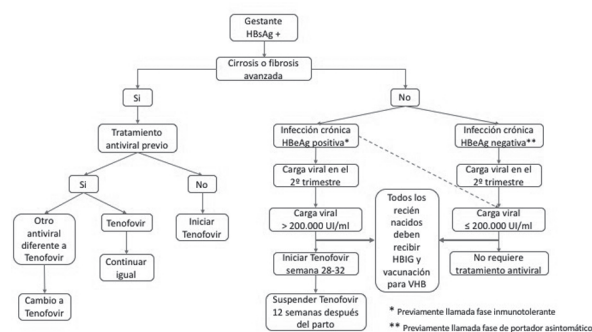 Gestante
HBsAg +
Cirrosis o fibrosis
avanzada
Si
No
Tratamiento
antiviral previo
Infección crónica
HBeAg positiva*
Infección crónica
HBeAg negativa**
Si
No
Carga viral en el
2º trimestre
Carga viral en el
2º trimestre
Otro
antiviral
diferente a
Tenofovir
Tenofovir
Iniciar
Tenofovir
Carga viral
> 200.000 UI/ml
Todos los
recién
nacidos
deben
recibir
HBIG y
vacunación
para VHB
Carga viral
≤ 200.000 UI/ml
Continuar
igual
Iniciar Tenofovir
semana 28-32
No requiere
tratamiento antiviral
Cambio a
Tenofovir
Suspender Tenofovir
12 semanas después
del parto
* Previamente llamada fase inmunotolerante
** Previamente llamada fase de portador asintomático